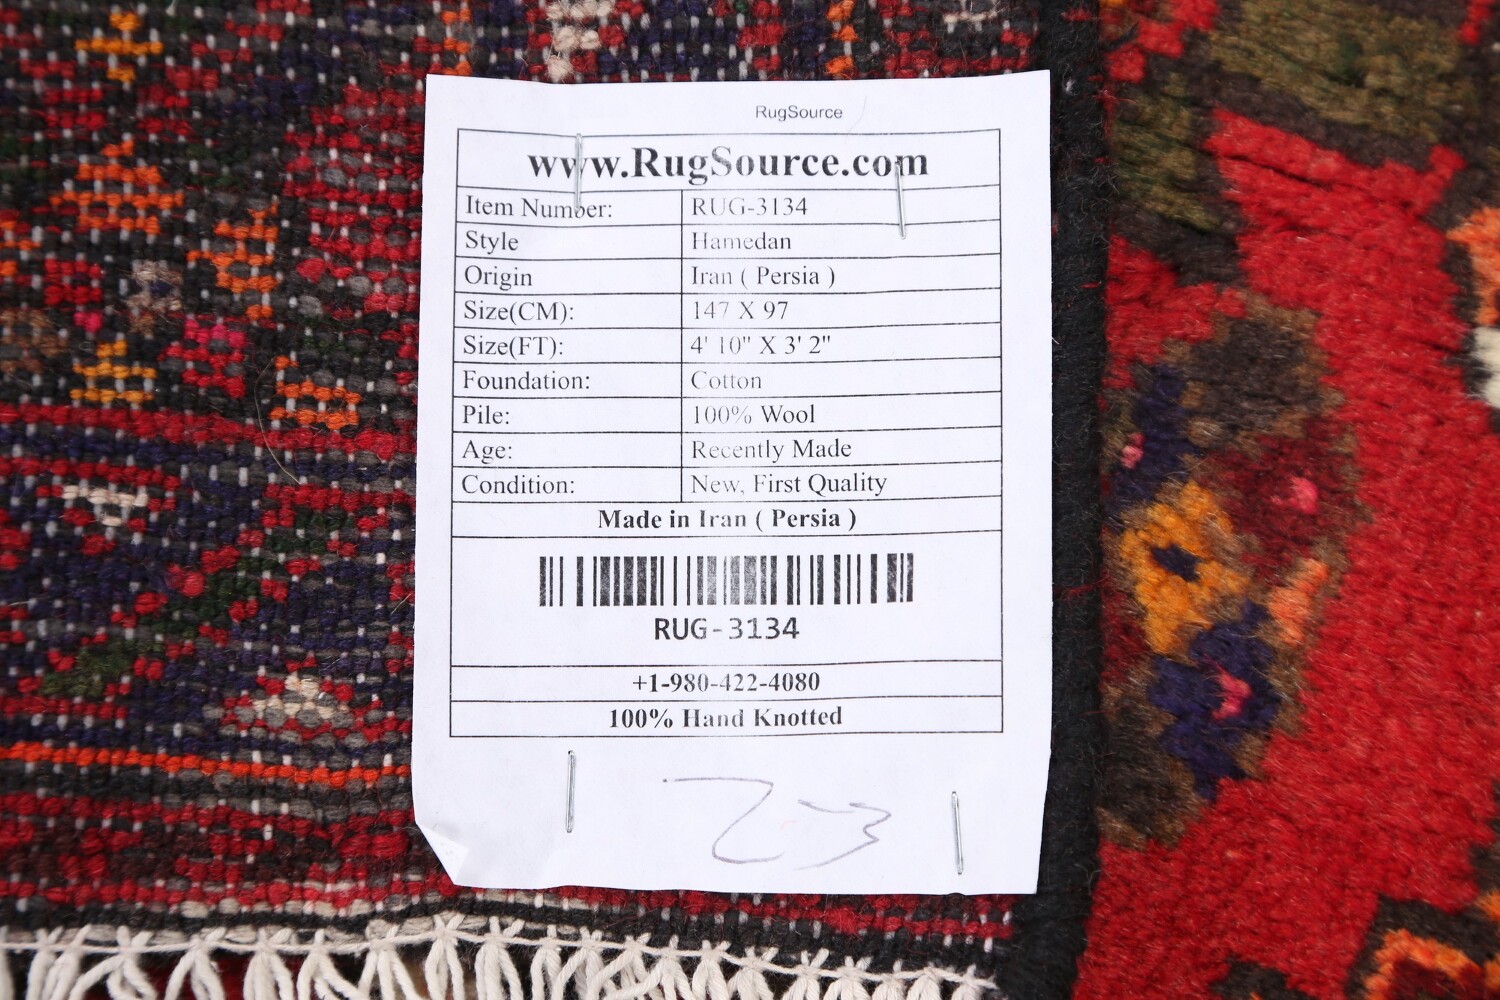 RugSource
www.RugSource.com
Item Number: RUG-3134
Style Hamedan
Origin Iran ( Persia )
Size(CM): 147 X 97
Size(FT): 4' 10" X 3' 2"
Foundation: Cotton
Pile: 100% Wool
Age: Recently Made
Condition: New, First Quality
Made in Iran ( Persia )
RUG-3134
+1-980-422-4080
100% Hand Knotted